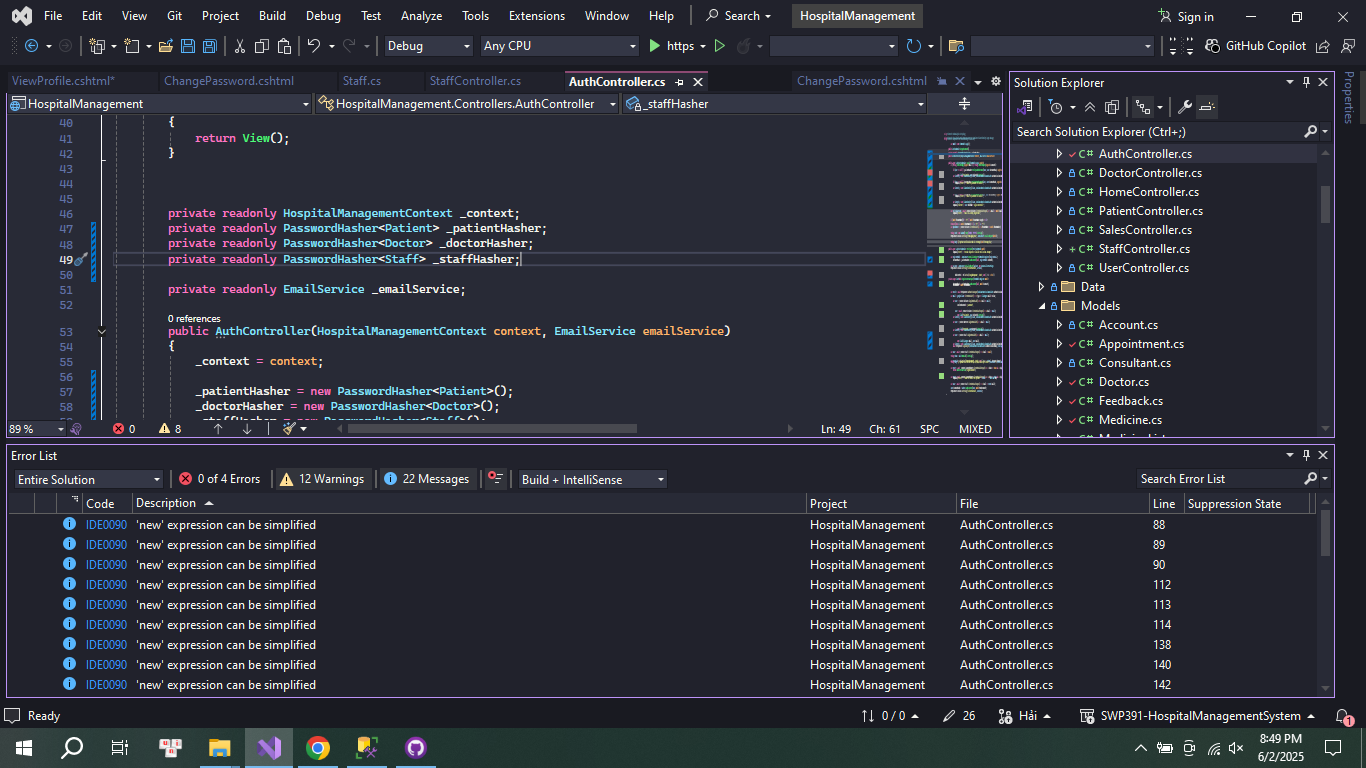 File Edit View Git Project Build Debug Test Analyze Tools Extensions Window Help Search HospitalManagement Sign in
Debug Any CPU https GitHub Copilot
ViewProfile.cshtml* ChangePassword.cshtml Staff.cs StaffController.cs AuthController.cs ChangePassword.cshtml
HospitalManagement HospitalManagement.Controllers.AuthController _staffHasher
40 {
41 return View();
42 }
43
44
45
46 private readonly HospitalManagementContext _context;
47 private readonly PasswordHasher<Patient> _patientHasher;
48 private readonly PasswordHasher<Doctor> _doctorHasher;
49 private readonly PasswordHasher<Staff> _staffHasher;
50
51 private readonly EmailService _emailService;
52
0 references
53 public AuthController(HospitalManagementContext context, EmailService emailService)
54 {
55 _context = context;
56
57 _patientHasher = new PasswordHasher<Patient>();
58 _doctorHasher = new PasswordHasher<Doctor>();
89 % 0 8 Ln: 49 Ch: 61 SPC MIXED
Solution Explorer
Search Solution Explorer (Ctrl+;)
C# AuthController.cs
C# DoctorController.cs
C# HomeController.cs
C# PatientController.cs
C# SalesController.cs
C# StaffController.cs
C# UserController.cs
Data
Models
C# Account.cs
C# Appointment.cs
C# Consultant.cs
C# Doctor.cs
C# Feedback.cs
C# Medicine.cs
Properties
Error List
Entire Solution 0 of 4 Errors 12 Warnings 22 Messages Build + IntelliSense Search Error List
Code Description Project File Line Suppression State
IDE0090 'new' expression can be simplified HospitalManagement AuthController.cs 88
IDE0090 'new' expression can be simplified HospitalManagement AuthController.cs 89
IDE0090 'new' expression can be simplified HospitalManagement AuthController.cs 90
IDE0090 'new' expression can be simplified HospitalManagement AuthController.cs 112
IDE0090 'new' expression can be simplified HospitalManagement AuthController.cs 113
IDE0090 'new' expression can be simplified HospitalManagement AuthController.cs 114
IDE0090 'new' expression can be simplified HospitalManagement AuthController.cs 138
IDE0090 'new' expression can be simplified HospitalManagement AuthController.cs 140
IDE0090 'new' expression can be simplified HospitalManagement AuthController.cs 142
Ready 0 / 0 26 Hải SWP391-HospitalManagementSystem 1
8:49 PM
6/2/2025